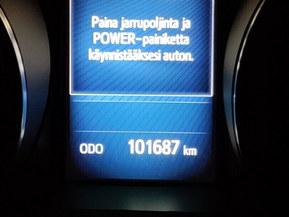 Paina jarrupoljinta ja
POWER-painiketta
käynnistääksesi auton.
ODO 101687 km